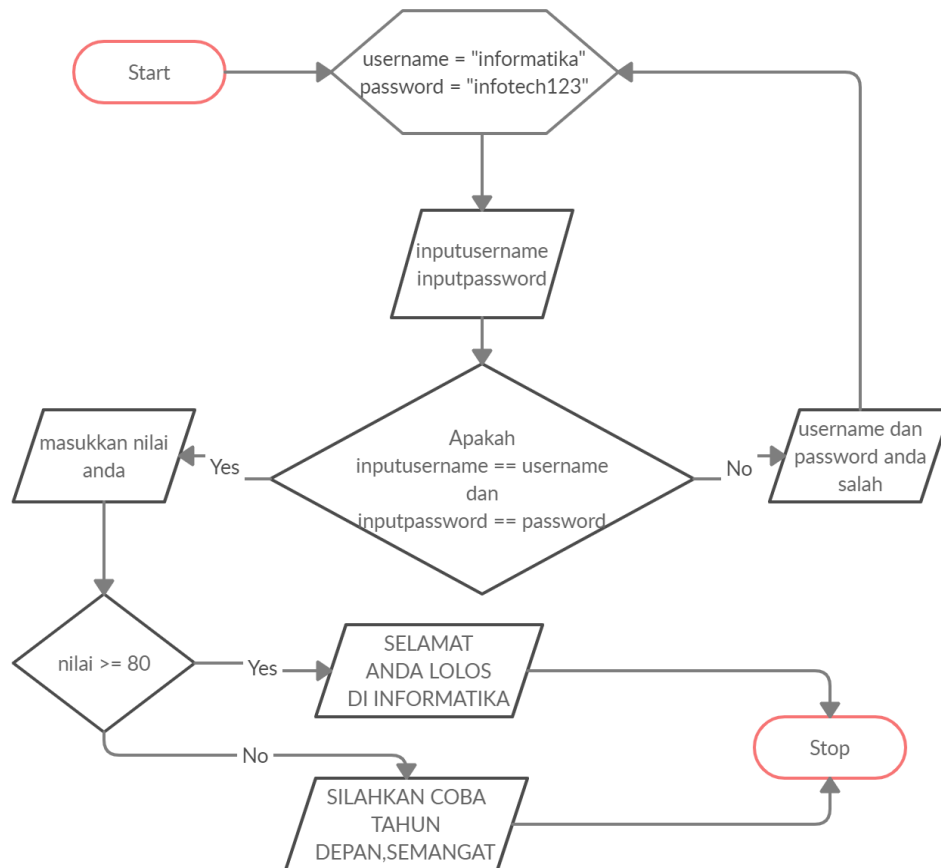 Start
username = "informatika"
password = "infotech123"
inputusername
inputpassword
Apakah
inputusername == username
dan
inputpassword == password
No
username dan
password anda
salah
Yes
masukkan nilai
anda
nilai >= 80
Yes
SELAMAT
ANDA LOLOS
DI INFORMATIKA
No
SILAHKAN COBA
TAHUN
DEPAN,SEMANGAT
Stop